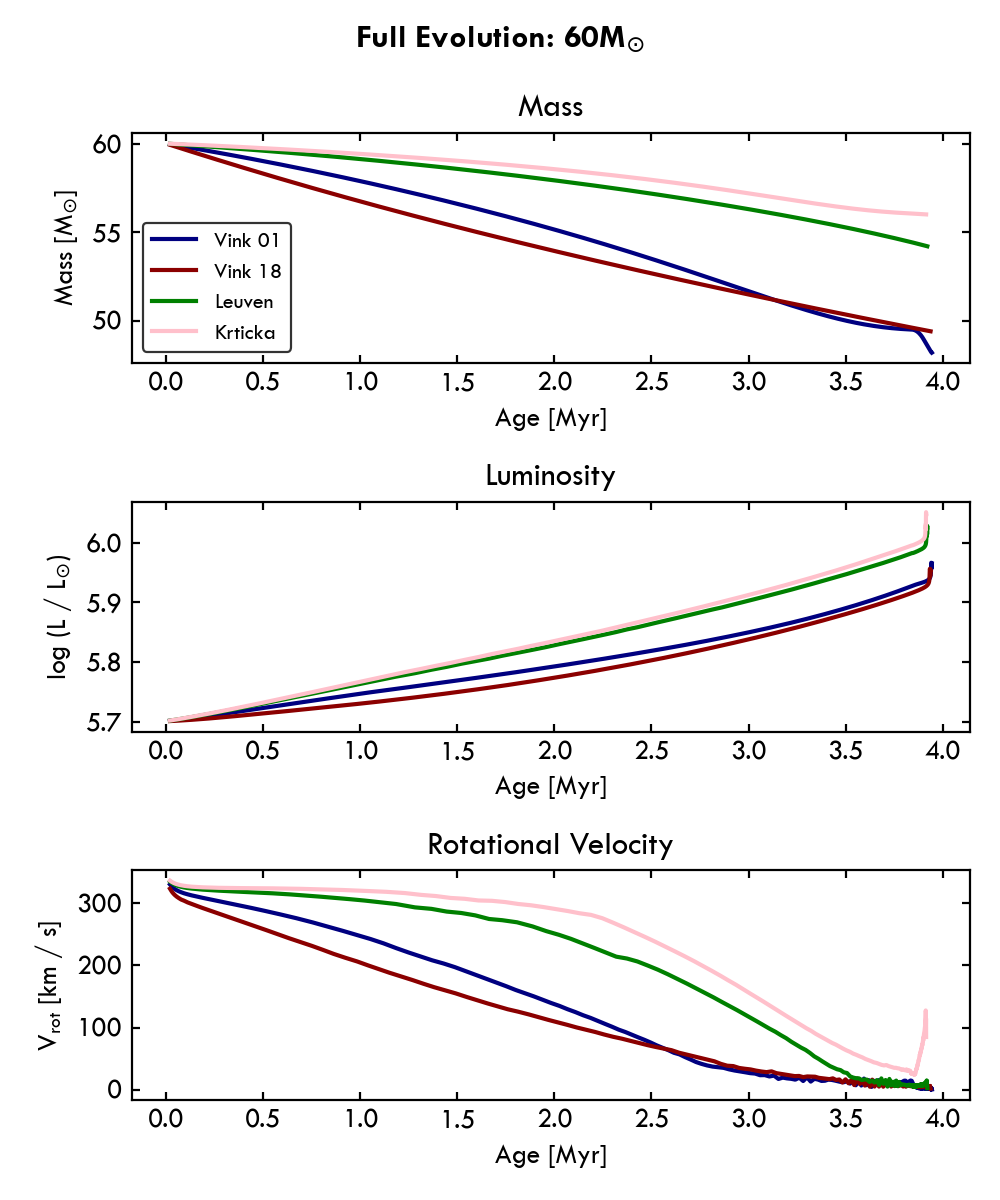 Full Evolution: 60M⊙
Mass
Mass [M⊙]
60
55
50
Vink 01
Vink 18
Leuven
Krticka
0.0 0.5 1.0 1.5 2.0 2.5 3.0 3.5 4.0
Age [Myr]
Luminosity
log (L / L⊙)
6.0
5.9
5.8
5.7
0.0 0.5 1.0 1.5 2.0 2.5 3.0 3.5 4.0
Age [Myr]
Rotational Velocity
Vrot [km / s]
300
200
100
0
0.0 0.5 1.0 1.5 2.0 2.5 3.0 3.5 4.0
Age [Myr]